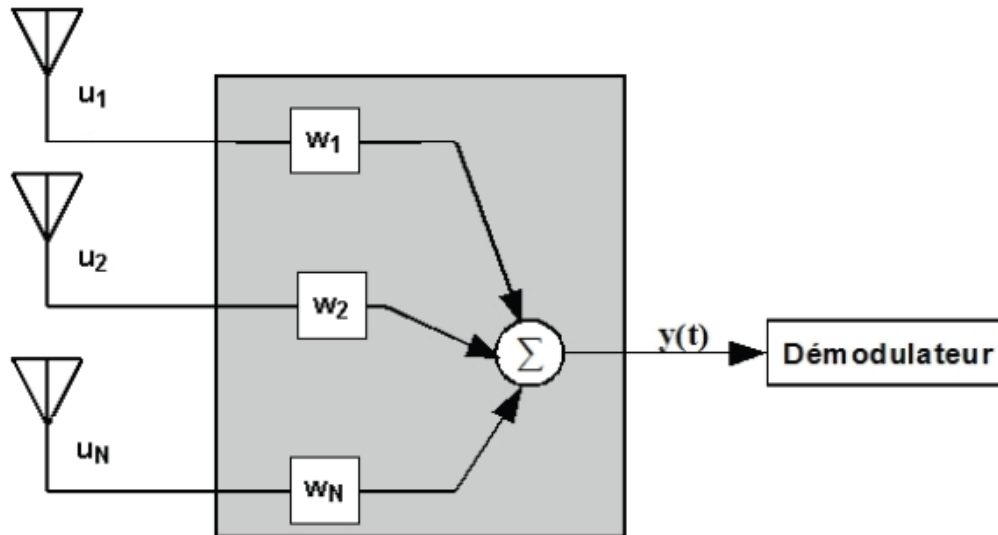 u1
w1
u2
w2
Σ
y(t)
Démodulateur
uN
wN